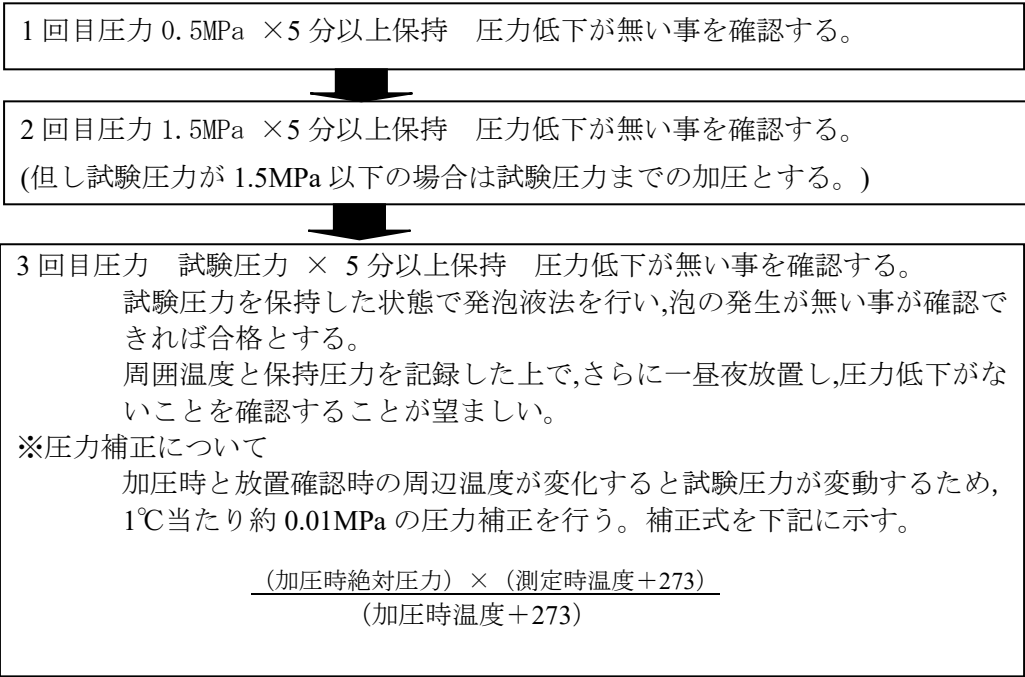 1回目圧力 0.5MPa ×5分以上保持　圧力低下が無い事を確認する。
2回目圧力 1.5MPa ×5分以上保持　圧力低下が無い事を確認する。
(但し試験圧力が 1.5MPa 以下の場合は試験圧力までの加圧とする。)
3回目圧力　試験圧力 × 5分以上保持　圧力低下が無い事を確認する。
試験圧力を保持した状態で発泡液法を行い,泡の発生が無い事が確認で
きれば合格とする。
周囲温度と保持圧力を記録した上で,さらに一昼夜放置し,圧力低下がな
いことを確認することが望ましい。
※圧力補正について
加圧時と放置確認時の周辺温度が変化すると試験圧力が変動するため,
1℃当たり約 0.01MPa の圧力補正を行う。補正式を下記に示す。
（加圧時絶対圧力）×（測定時温度＋273）
（加圧時温度＋273）